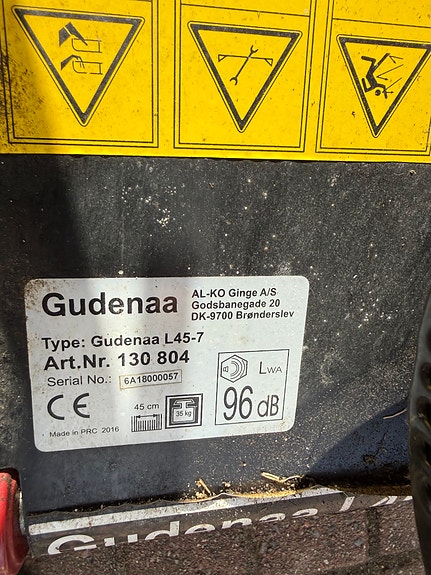 Gudenaa
AL-KO Ginge A/S
Godsbanegade 20
DK-9700 Brønderslev
Type: Gudenaa L45-7
Art.Nr. 130 804
Serial No.: 6A18000057
CE
45 cm
35 kg
LWA
96 dB
Made in PRC 2016
Gudenaa L4